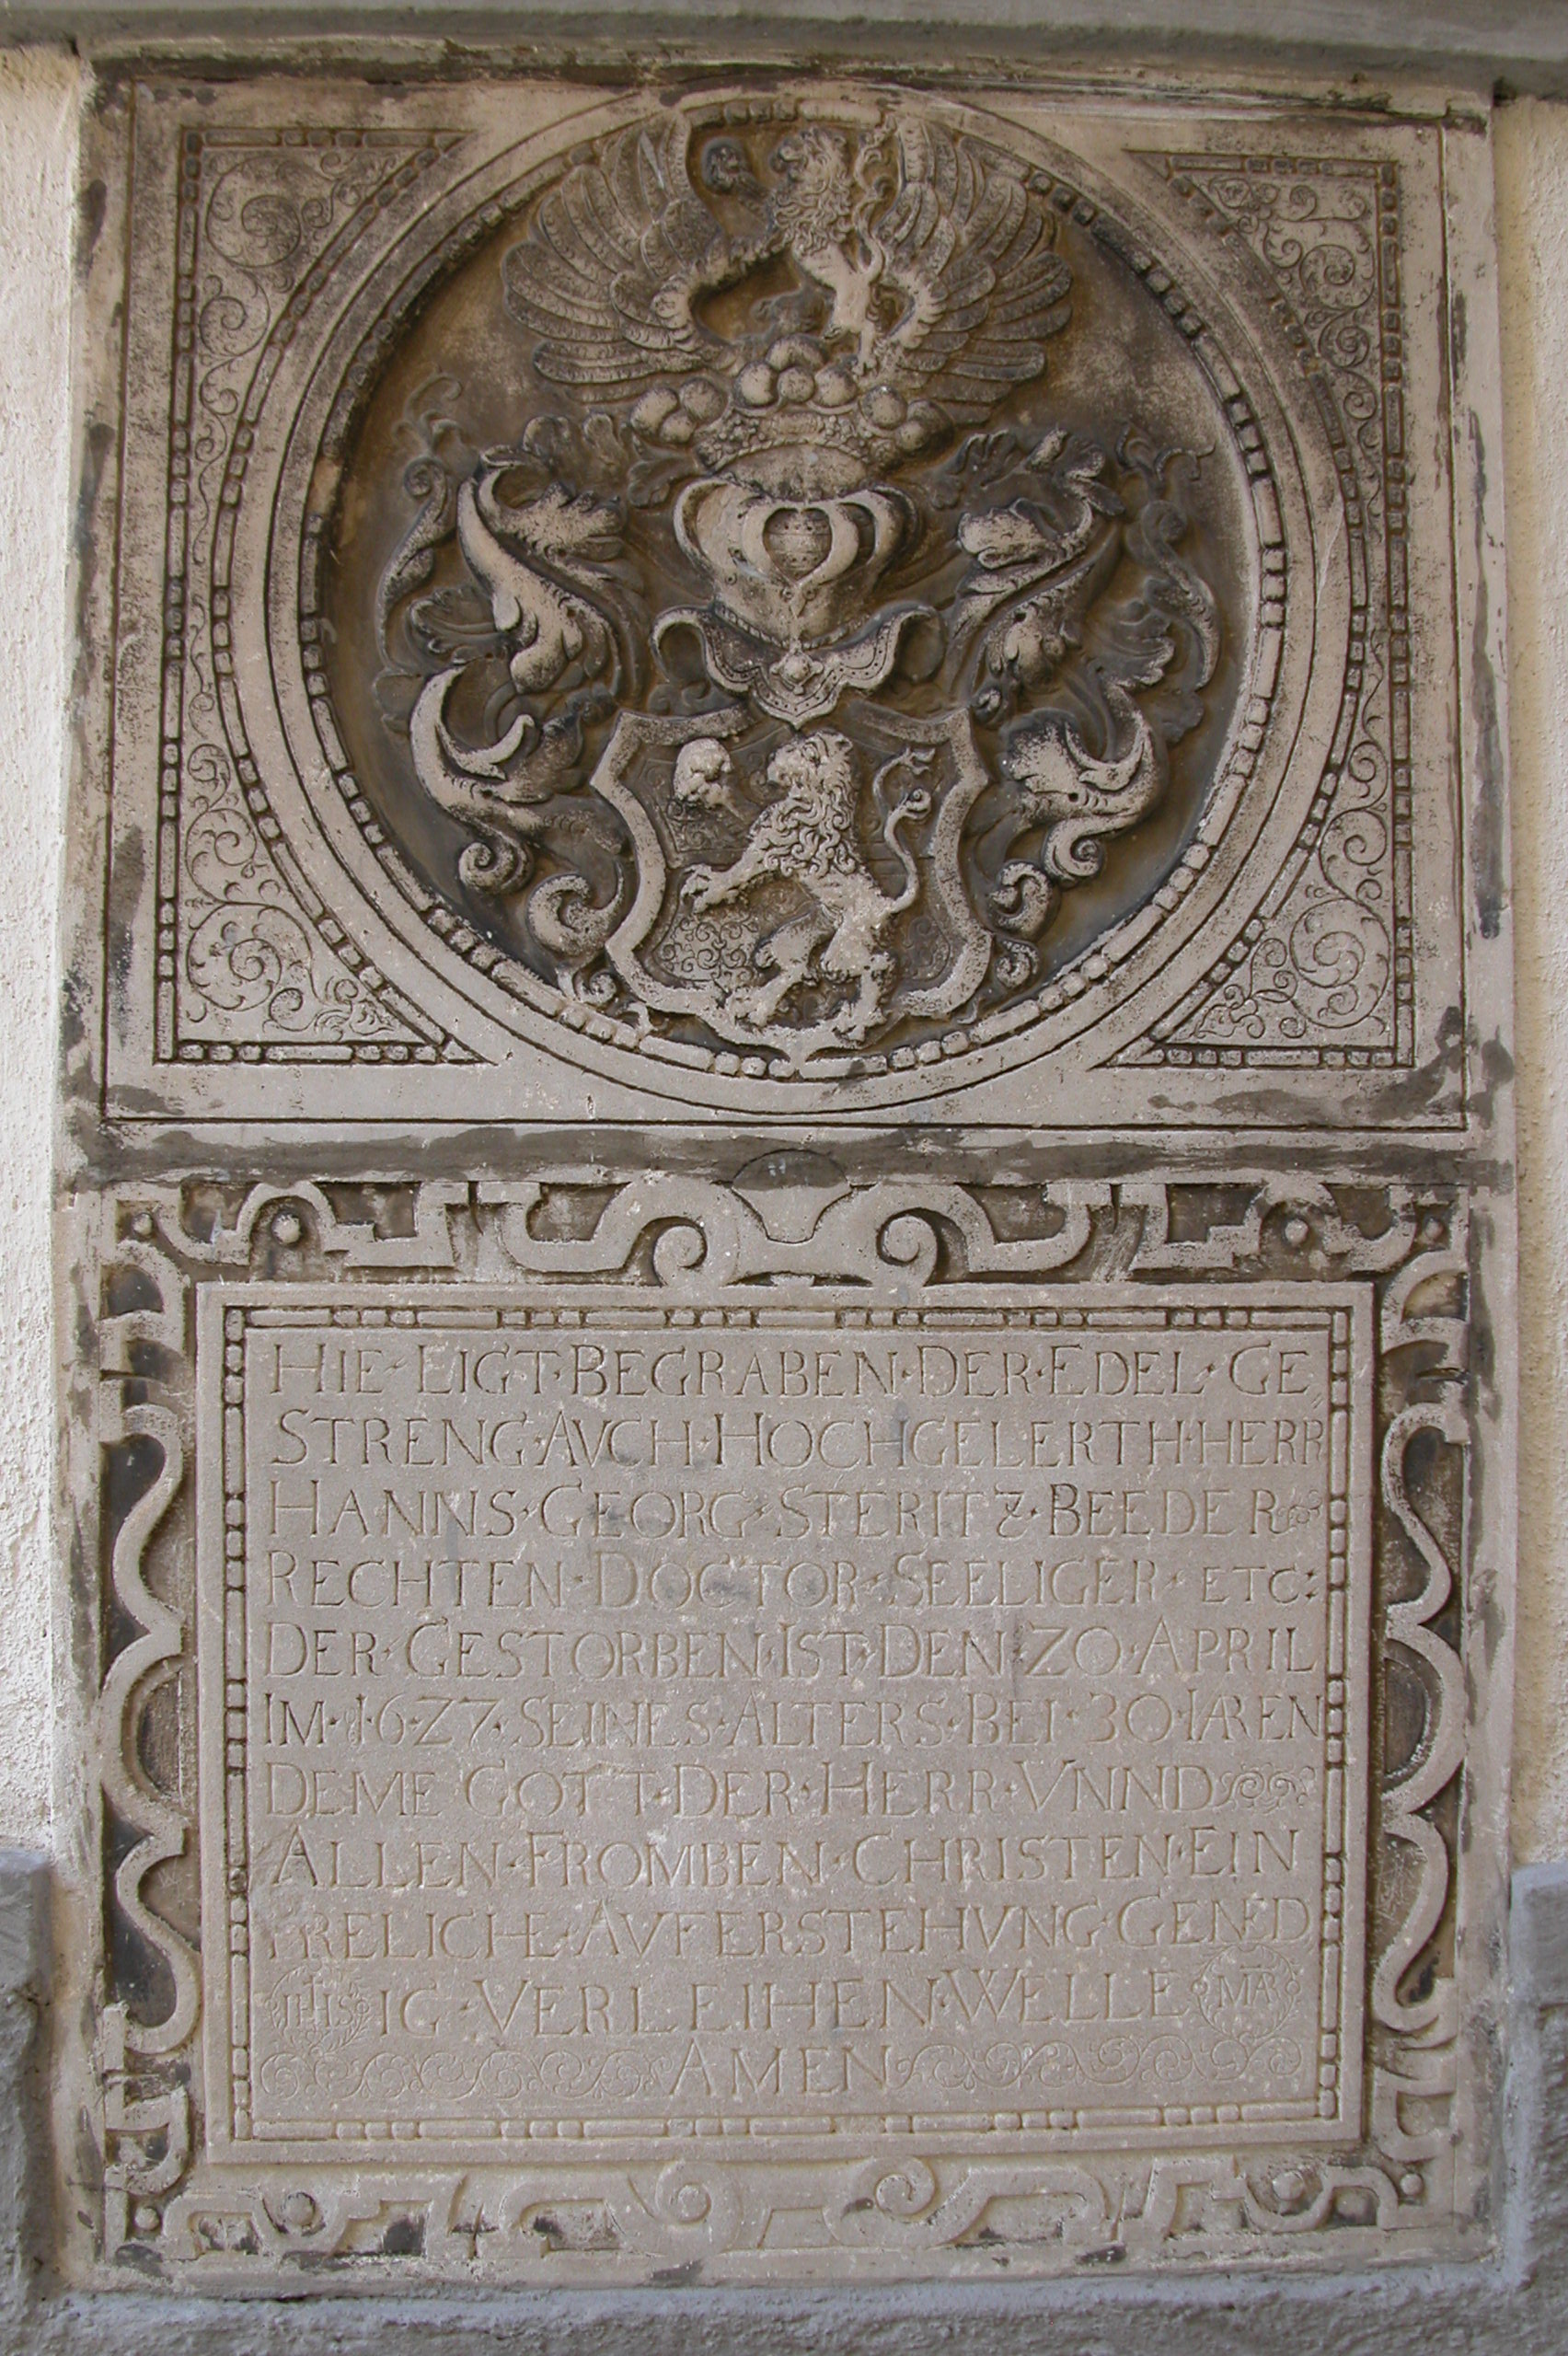 HIE · LIGT · BEGRABEN · DER · EDEL · GE
STRENG · AVCH · HOCHGELERTH · HERR
HANNS · GEORG · STERITZ · BEEDER
RECHTEN · DOCTOR · SEELIGER · ETC:
DER · GESTORBEN · IST · DEN · 20 · APRIL
IM · 1627 · SEINES · ALTERS · BEI · 30 · IAREN
DEME GOTT · DER · HERR · VNND
ALLEN · FROMBEN · CHRISTEN · EIN
FRELICHE · AVFERSTEHVNG · GENED
IHS IG · VERLEIHEN · WELLE MAR
AMEN